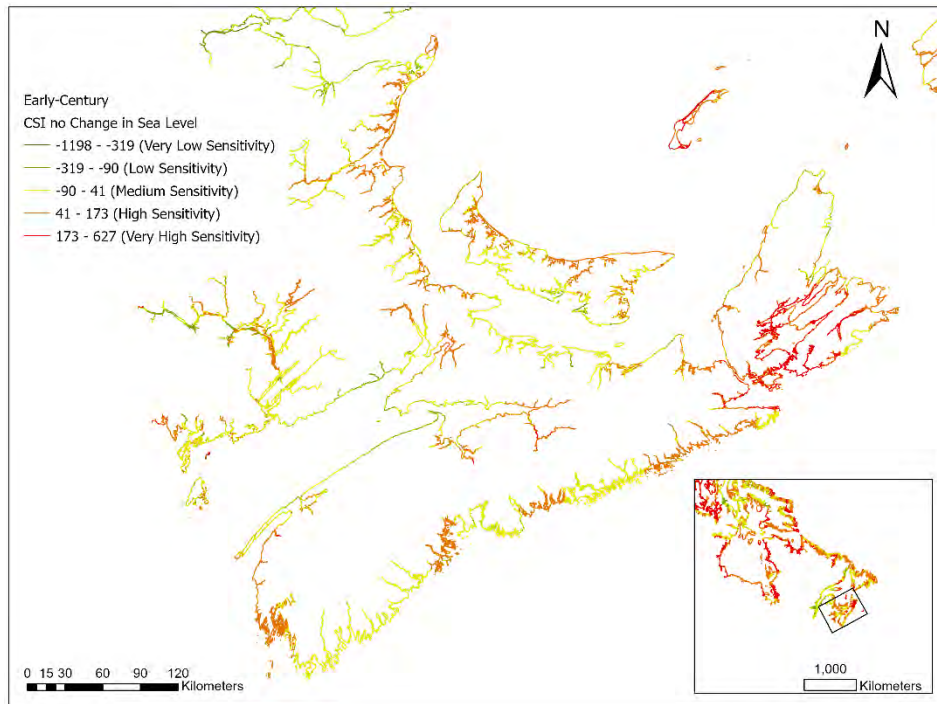 N
Early-Century
CSI no Change in Sea Level
-1198 - -319 (Very Low Sensitivity)
-319 - -90 (Low Sensitivity)
-90 - 41 (Medium Sensitivity)
41 - 173 (High Sensitivity)
173 - 627 (Very High Sensitivity)
0 15 30 60 90 120
Kilometers
1,000
Kilometers